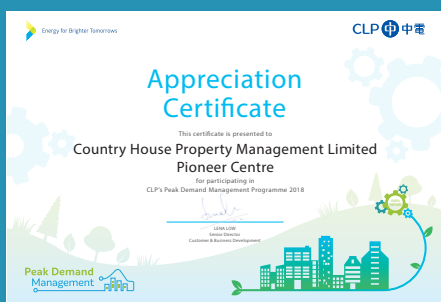 Energy for Brighter Tomorrows
CLP 中電
Appreciation
Certificate
This certificate is presented to
Country House Property Management Limited
Pioneer Centre
for participating in
CLP's Peak Demand Management Programme 2018
LENA LOW
Senior Director
Customer & Business Development
Peak Demand
Management